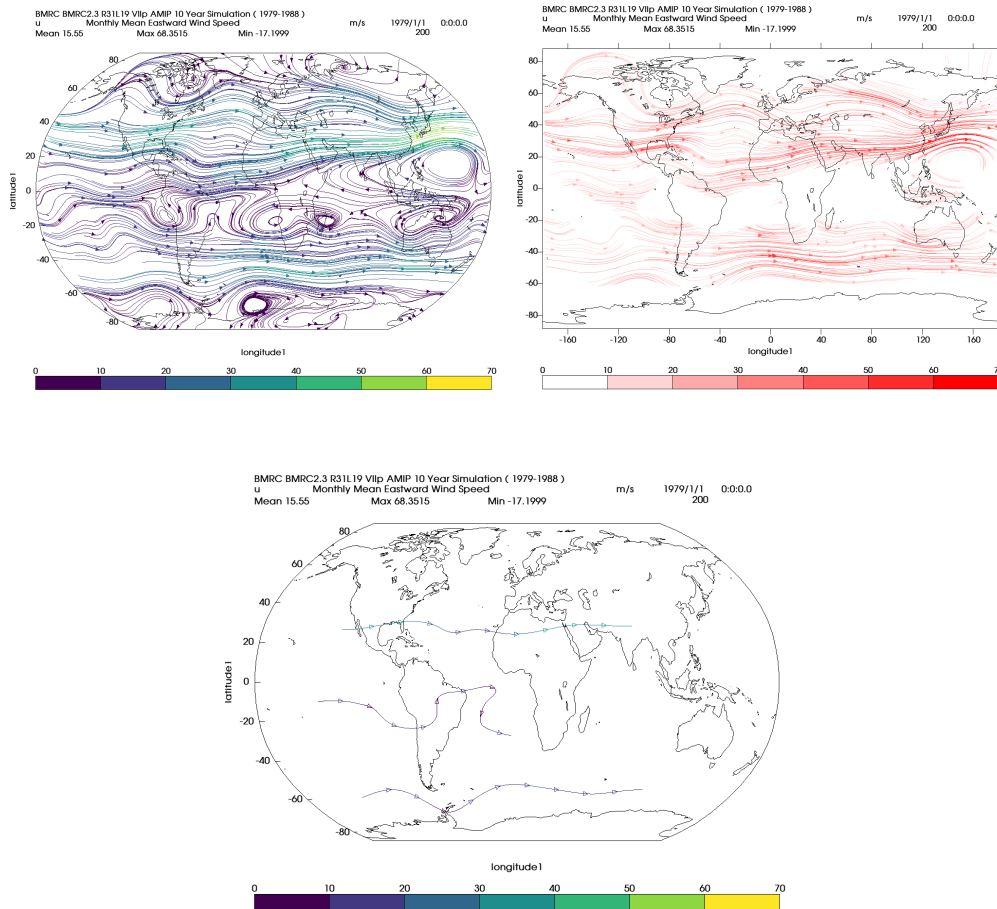 BMRC BMRC2.3 R31L19 VIIp AMIP 10 Year Simulation ( 1979-1988 )
u Monthly Mean Eastward Wind Speed m/s 1979/1/1 0:0:0.0
Mean 15.55 Max 68.3515 Min -17.1999 200
80
60
40
20
0
-20
-40
-60
-80
latitude1
longitude1
0 10 20 30 40 50 60 70
BMRC BMRC2.3 R31L19 VIIp AMIP 10 Year Simulation ( 1979-1988 )
u Monthly Mean Eastward Wind Speed m/s 1979/1/1 0:0:0.0
Mean 15.55 Max 68.3515 Min -17.1999 200
80
60
40
20
0
-20
-40
-60
-80
latitude1
-160 -120 -80 -40 0 40 80 120 160
longitude1
0 10 20 30 40 50 60
BMRC BMRC2.3 R31L19 VIIp AMIP 10 Year Simulation ( 1979-1988 )
u Monthly Mean Eastward Wind Speed m/s 1979/1/1 0:0:0.0
Mean 15.55 Max 68.3515 Min -17.1999 200
80
60
40
20
0
-20
-40
-60
-80
latitude1
longitude1
0 10 20 30 40 50 60 70